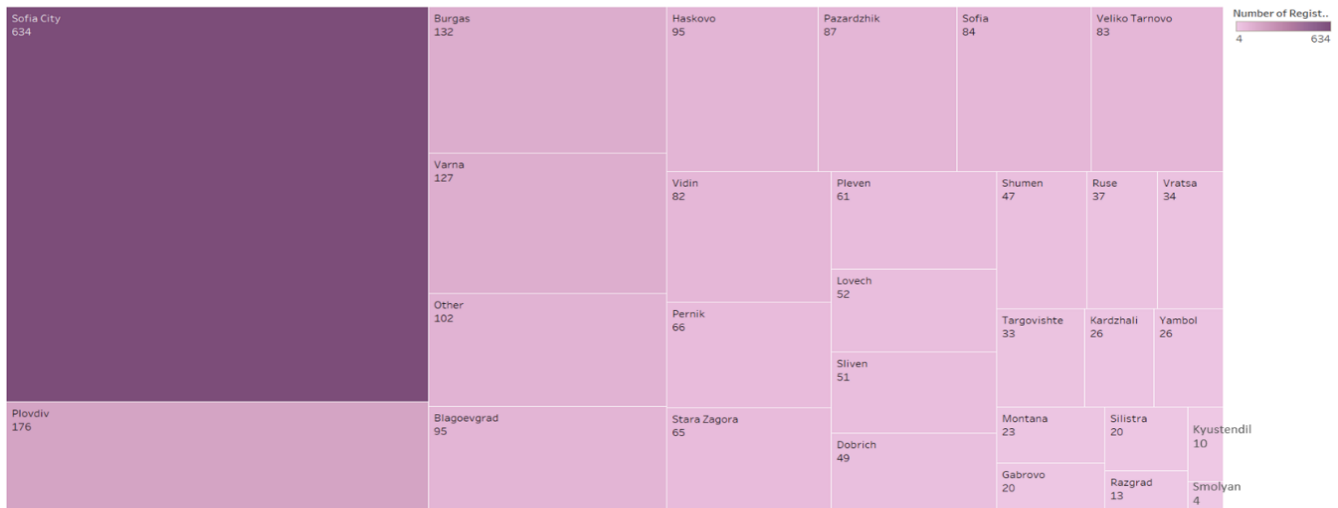 Sofia City
634
Plovdiv
176
Burgas
132
Varna
127
Other
102
Blagoevgrad
95
Haskovo
95
Pazardzhik
87
Sofia
84
Veliko Tarnovo
83
Vidin
82
Pernik
66
Stara Zagora
65
Pleven
61
Lovech
52
Sliven
51
Dobrich
49
Shumen
47
Ruse
37
Vratsa
34
Targovishte
33
Kardzhali
26
Yambol
26
Montana
23
Gabrovo
20
Silistra
20
Razgrad
13
Kyustendil
10
Smolyan
4
Number of Regist..
4 634